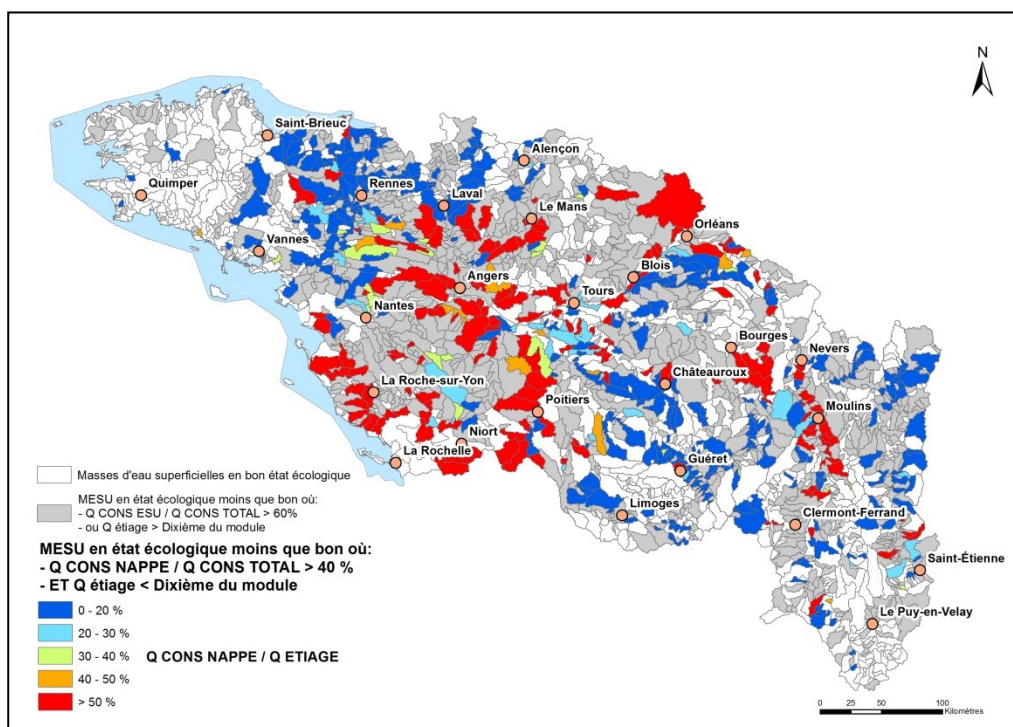 N
Saint-Brieuc
Alençon
Quimper
Rennes
Laval
Le Mans
Orléans
Vannes
Blois
Angers
Tours
Nantes
Bourges
Nevers
Châteauroux
La Roche-sur-Yon
Poitiers
Moulins
Niort
La Rochelle
Guéret
Limoges
Clermont-Ferrand
Saint-Étienne
Le Puy-en-Velay
Masses d'eau superficielles en bon état écologique
MESU en état écologique moins que bon où:
- Q CONS ESU / Q CONS TOTAL > 60%
- ou Q étiage > Dixième du module
MESU en état écologique moins que bon où:
- Q CONS NAPPE / Q CONS TOTAL > 40 %
- ET Q étiage < Dixième du module
0 - 20 %
20 - 30 %
30 - 40 % Q CONS NAPPE / Q ETIAGE
40 - 50 %
> 50 %
0 25 50 100
Kilomètres